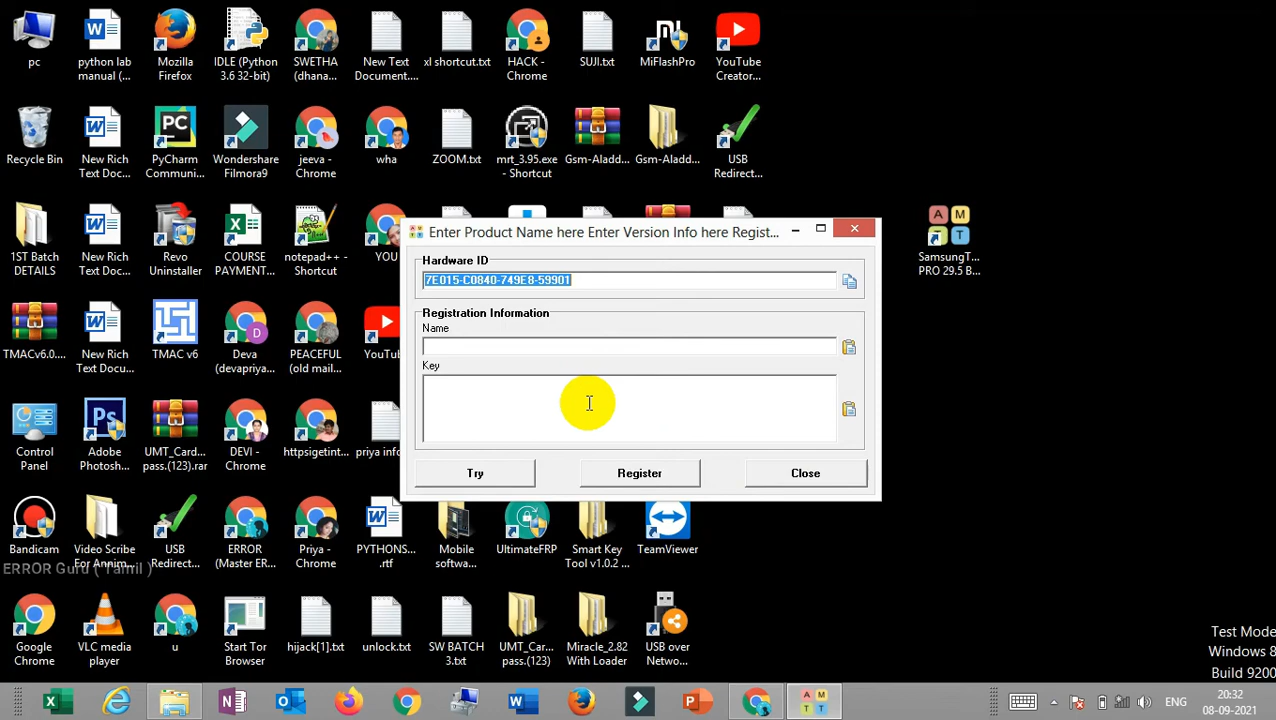 pc
python lab
manual (...
Mozilla
Firefox
IDLE (Python
3.6 32-bit)
SWETHA
(dhana...
New Text
Document....
xl shortcut.txt
HACK -
Chrome
SUJI.txt
MiFlashPro
YouTube
Creator...
Recycle Bin
New Rich
Text Doc...
PyCharm
Communi...
Wondershare
Filmora9
jeeva -
Chrome
wha
ZOOM.txt
mrt_3.95.exe
- Shortcut
Gsm-Aladd...
Gsm-Aladd...
USB
Redirect...
1ST Batch
DETAILS
New Rich
Text Doc...
Revo
Uninstaller
COURSE
PAYMENT...
notepad++ -
Shortcut
YOU
SamsungT...
PRO 29.5 B...
Enter Product Name here Enter Version Info here Regist...
Hardware ID
7E015-C0840-749E8-59901
Registration Information
Name
Key
Try
Register
Close
TMACv6.0....
New Rich
Text Doc...
TMAC v6
Deva
(devapriya...
PEACEFUL
(old mail...
YouTu
Control
Panel
Adobe
Photosh...
UMT_Card...
pass.(123).rar
DEVI -
Chrome
httpsigetint...
priya info
Bandicam
Video Scribe
For Annim...
USB
Redirect...
ERROR
(Master ER...
Priya -
Chrome
PYTHONS...
.rtf
Mobile
softwa...
UltimateFRP
Smart Key
Tool v1.0.2 ...
TeamViewer
ERROR Guru ( Tamil )
Google
Chrome
VLC media
player
u
Start Tor
Browser
hijack[1].txt
unlock.txt
SW BATCH
3.txt
UMT_Card...
pass.(123)
Miracle_2.82
With Loader
USB over
Netwo...
Test Mode
Windows 8
Build 9200
ENG
20:32
08-09-2021